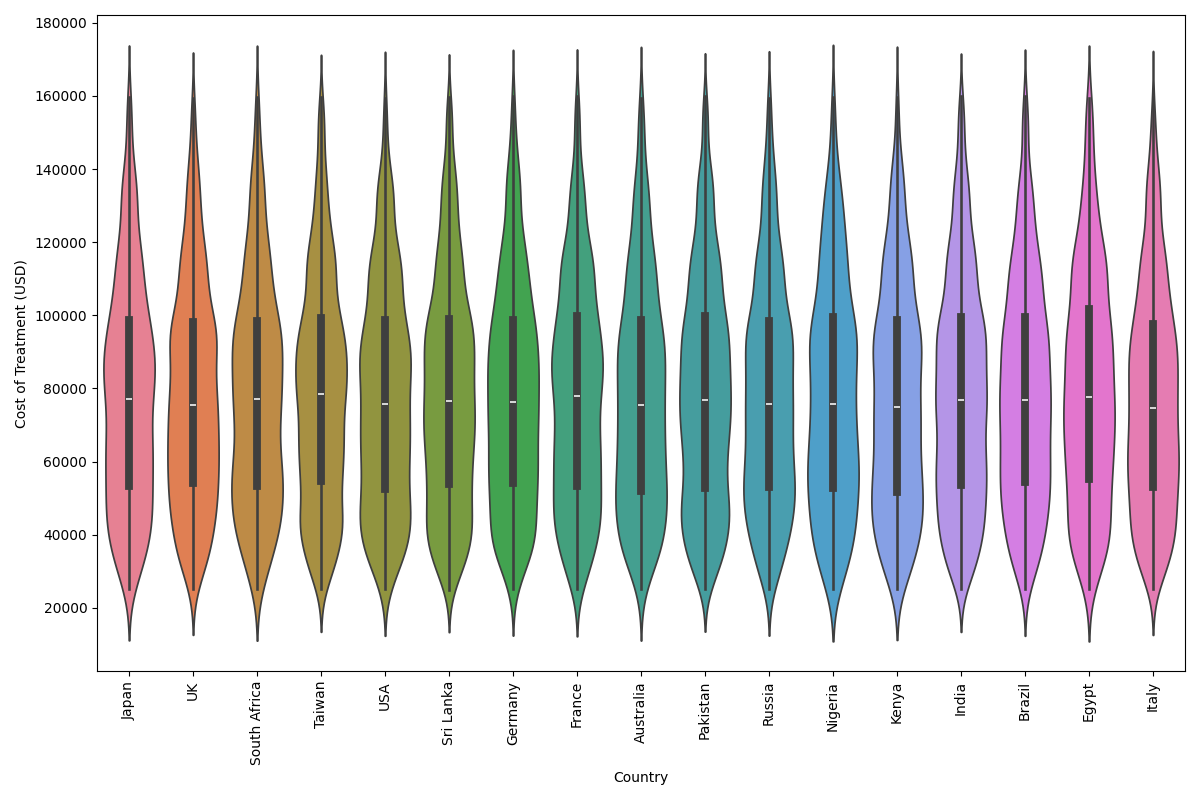 180000
160000
140000
120000
100000
80000
60000
40000
20000
Cost of Treatment (USD)
Japan
UK
South Africa
Taiwan
USA
Sri Lanka
Germany
France
Australia
Pakistan
Russia
Nigeria
Kenya
India
Brazil
Egypt
Italy
Country